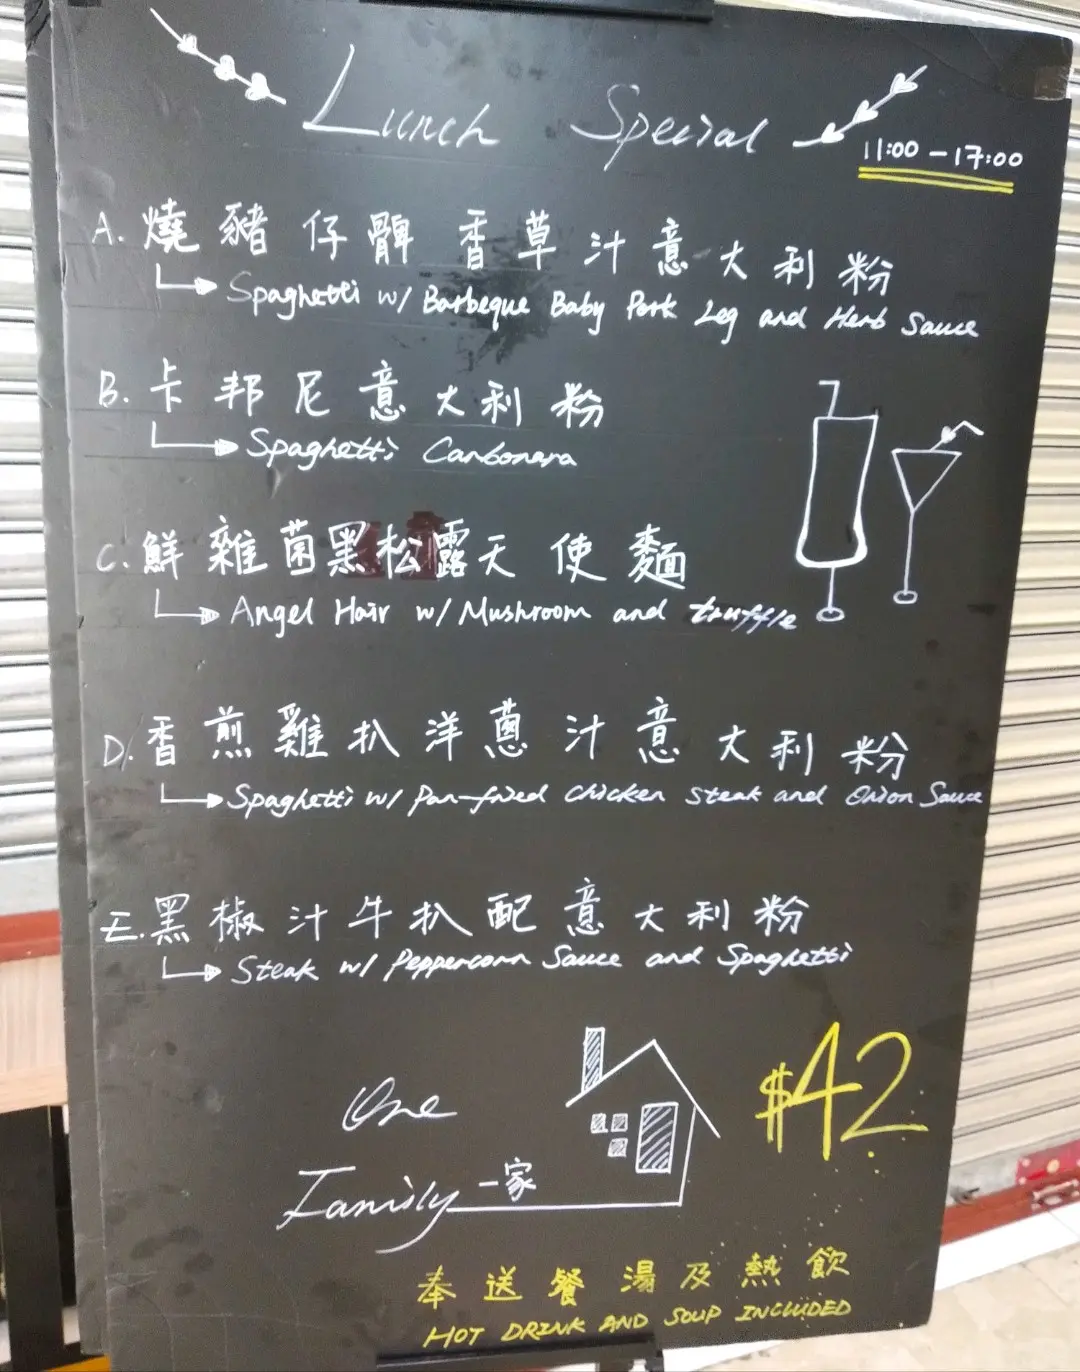 Lunch Special
11:00 - 17:00
A. 燒豬仔髀香草汁意大利粉
Spaghetti w/ Barbeque Baby Pork Leg and Herb Sauce
B. 卡邦尼意大利粉
Spaghetti Carbonara
C. 鮮雜菌黑松露天使麵
Angel Hair w/ Mushroom and truffle
D. 香煎雞扒洋蔥汁意大利粉
Spaghetti w/ Pan-fried Chicken Steak and Onion Sauce
E. 黑椒汁牛扒配意大利粉
Steak w/ Peppercorn Sauce and Spaghetti
One
Family 一家
$42
奉送餐湯及熱飲
HOT DRINK AND SOUP INCLUDED